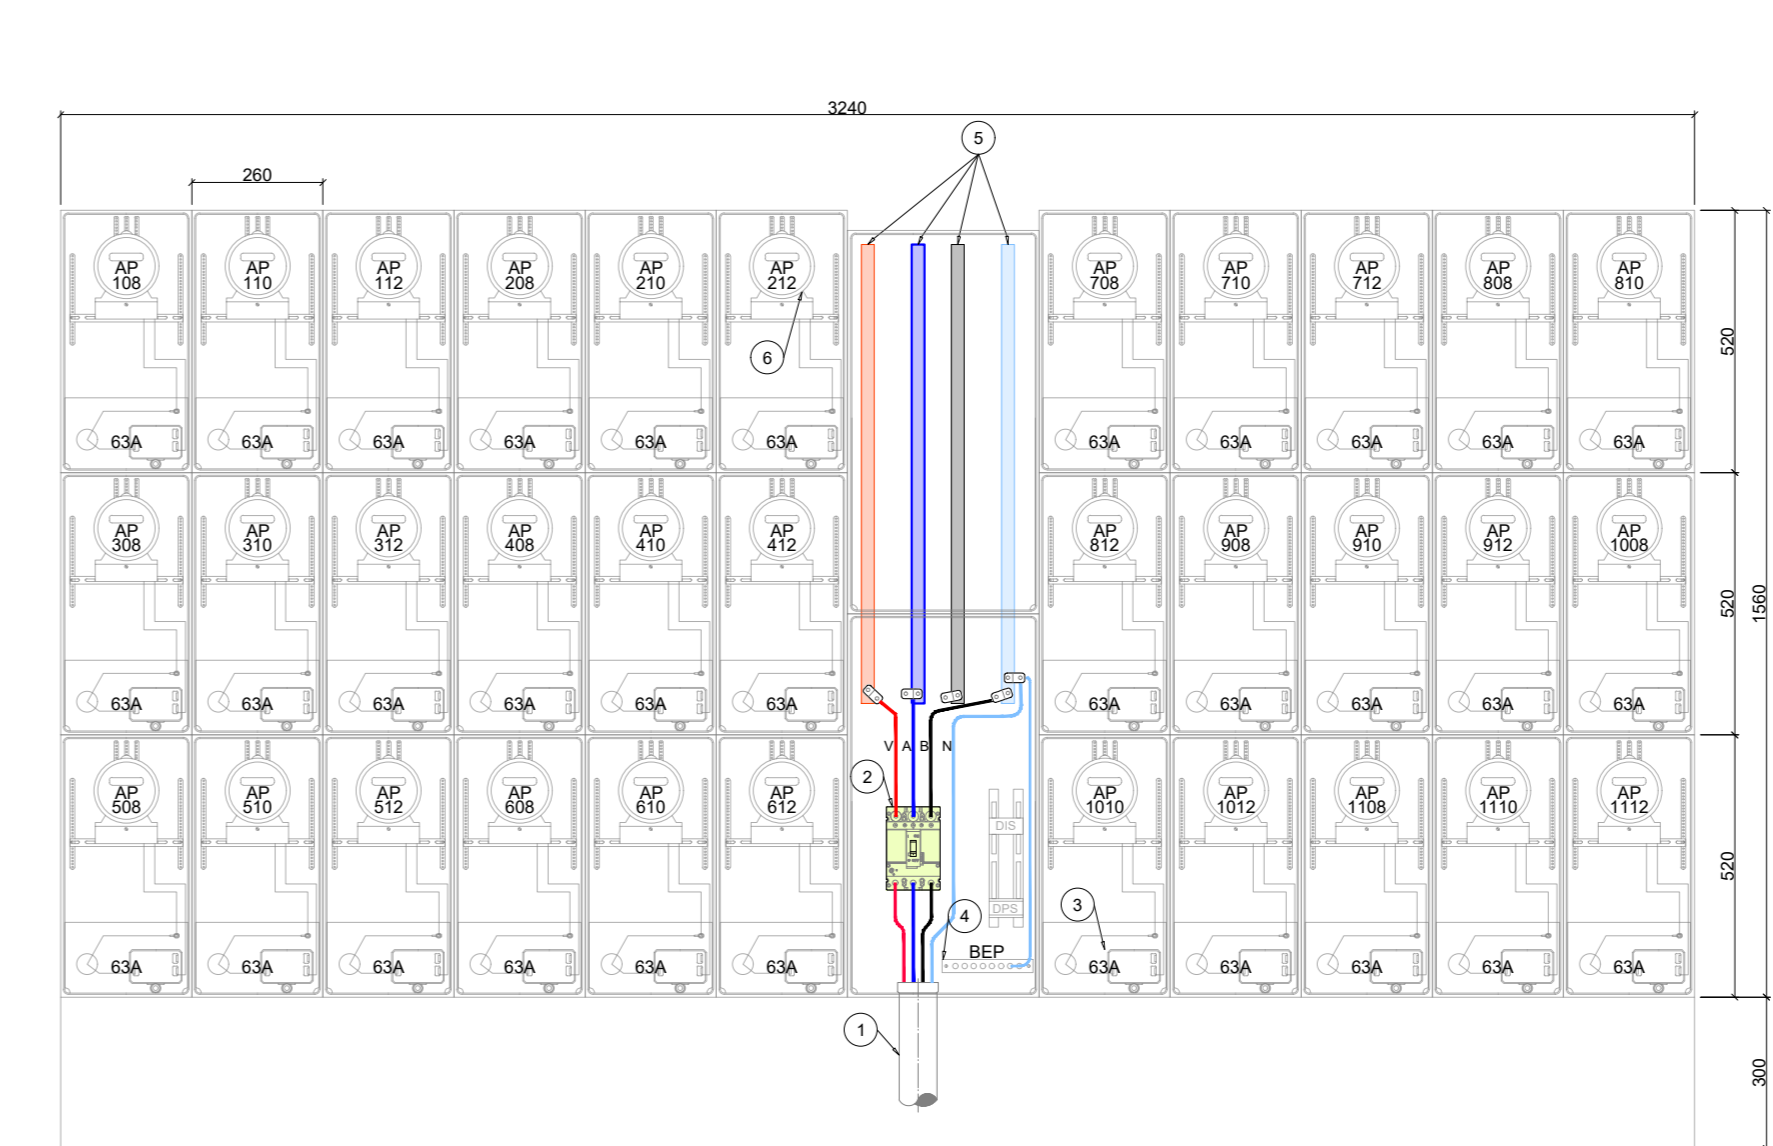 3240
5
260
AP
108
AP
110
AP
112
AP
208
AP
210
AP
212
AP
708
AP
710
AP
712
AP
808
AP
810
520
6
63A
63A
63A
63A
63A
63A
63A
63A
63A
63A
63A
AP
308
AP
310
AP
312
AP
408
AP
410
AP
412
AP
812
AP
908
AP
910
AP
912
AP
1008
520
1560
63A
63A
63A
63A
63A
63A
63A
63A
63A
63A
63A
V A B N
2
AP
508
AP
510
AP
512
AP
608
AP
610
AP
612
AP
1010
AP
1012
AP
1108
AP
1110
AP
1112
DIS
520
DPS
3
4
BEP
63A
63A
63A
63A
63A
63A
63A
63A
63A
63A
63A
1
300